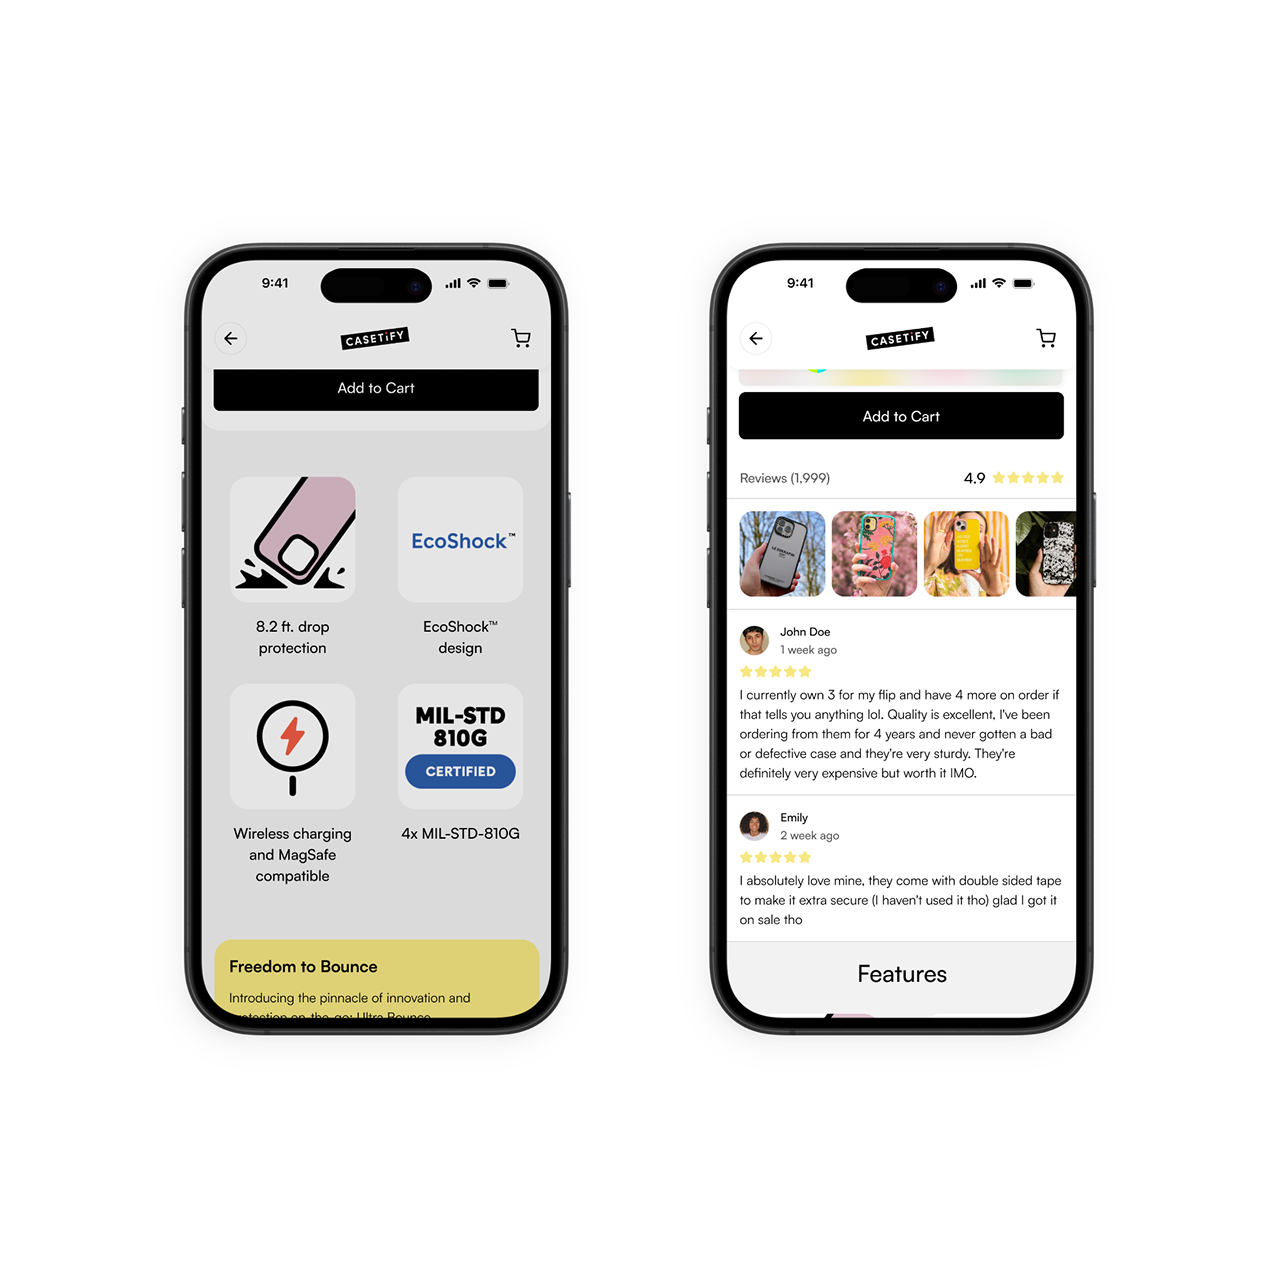 9:41
CASETiFY
Add to Cart
EcoShock™
8.2 ft. drop
protection
EcoShock™
design
MIL-STD
810G
CERTIFIED
Wireless charging
and MagSafe
compatible
4x MIL-STD-810G
Freedom to Bounce
Introducing the pinnacle of innovation and
protection on-the-go: Ultra Bounce
9:41
CASETiFY
Add to Cart
Reviews (1,999)
4.9
John Doe
1 week ago
I currently own 3 for my flip and have 4 more on order if
that tells you anything lol. Quality is excellent, I've been
ordering from them for 4 years and never gotten a bad
or defective case and they're very sturdy. They're
definitely very expensive but worth it IMO.
Emily
2 week ago
I absolutely love mine, they come with double sided tape
to make it extra secure (I haven't used it tho) glad I got it
on sale tho
Features